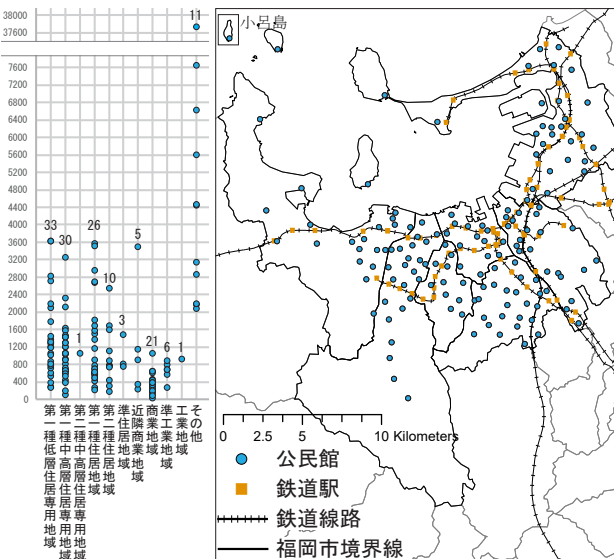 38000
37600
7600
7200
6800
6400
6000
5600
5200
4800
4400
4000
3600
3200
2800
2400
2000
1600
1200
800
400
0
33
30
1
26
10
3
5
21
6
1
11
第一種低層住居専用地域
第一種中高層住居専用地域
第二種中高層住居専用地域
第一種住居地域
第二種住居地域
準住居地域
近隣商業地域
商業地域
準工業地域
工業地域
その他
小呂島
0 2.5 5 10 Kilometers
公民館
鉄道駅
鉄道線路
福岡市境界線